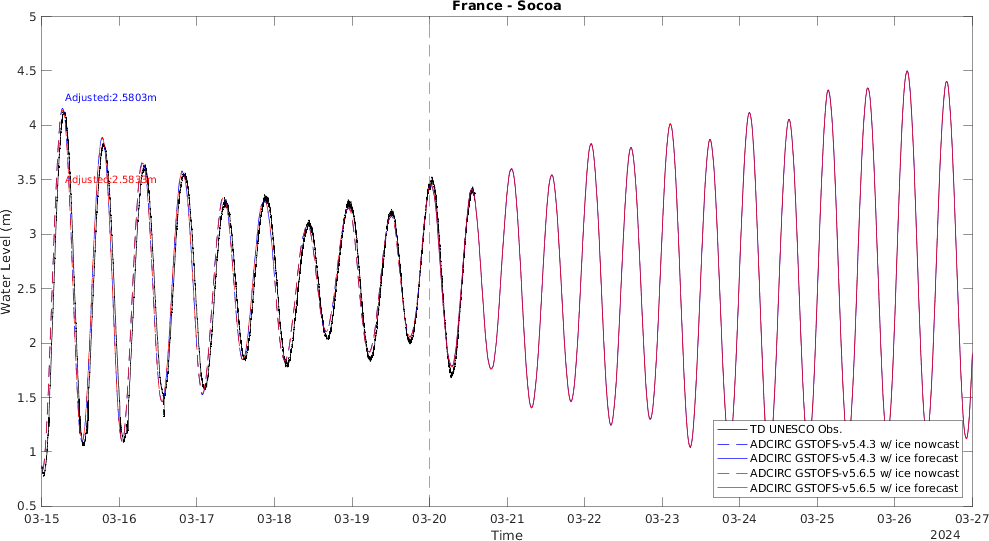 France - Socoa
5
4.5
4
3.5
3
2.5
2
1.5
1
0.5
Water Level (m)
Adjusted:2.5803m
Adjusted:2.5833m
TD UNESCO Obs.
ADCIRC GSTOFS-v5.4.3 w/ ice nowcast
ADCIRC GSTOFS-v5.4.3 w/ ice forecast
ADCIRC GSTOFS-v5.6.5 w/ ice nowcast
ADCIRC GSTOFS-v5.6.5 w/ ice forecast
03-15 03-16 03-17 03-18 03-19 03-20 03-21 03-22 03-23 03-24 03-25 03-26 03-27
Time
2024